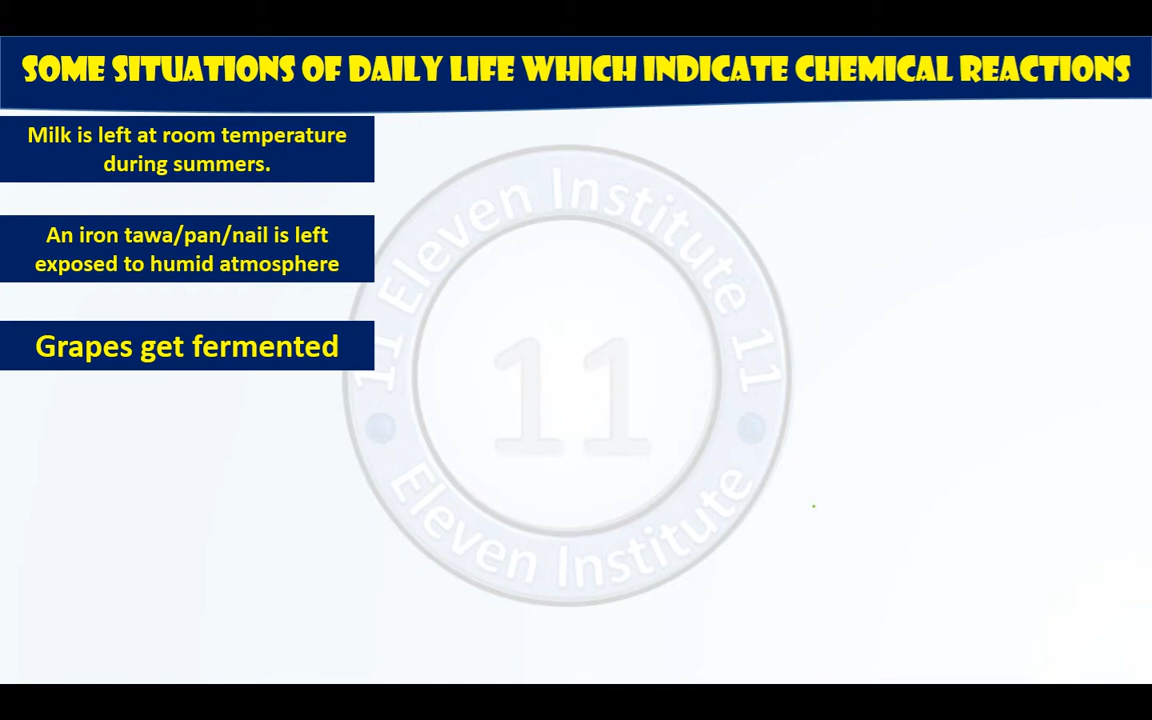 SOME SITUATIONS OF DAILY LIFE WHICH INDICATE CHEMICAL REACTIONS
Milk is left at room temperature
during summers.
An iron tawa/pan/nail is left
exposed to humid atmosphere
Grapes get fermented
11 Eleven Institute 11
11
Eleven Institute